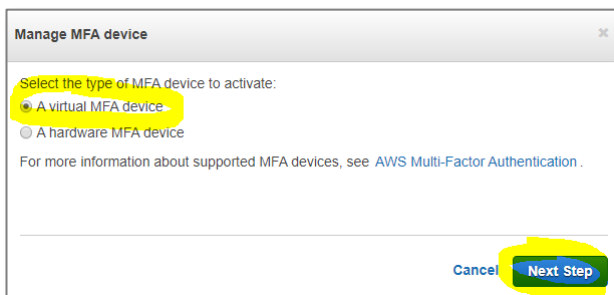 Manage MFA device
Select the type of MFA device to activate:
A virtual MFA device
A hardware MFA device
For more information about supported MFA devices, see AWS Multi-Factor Authentication .
Cancel Next Step